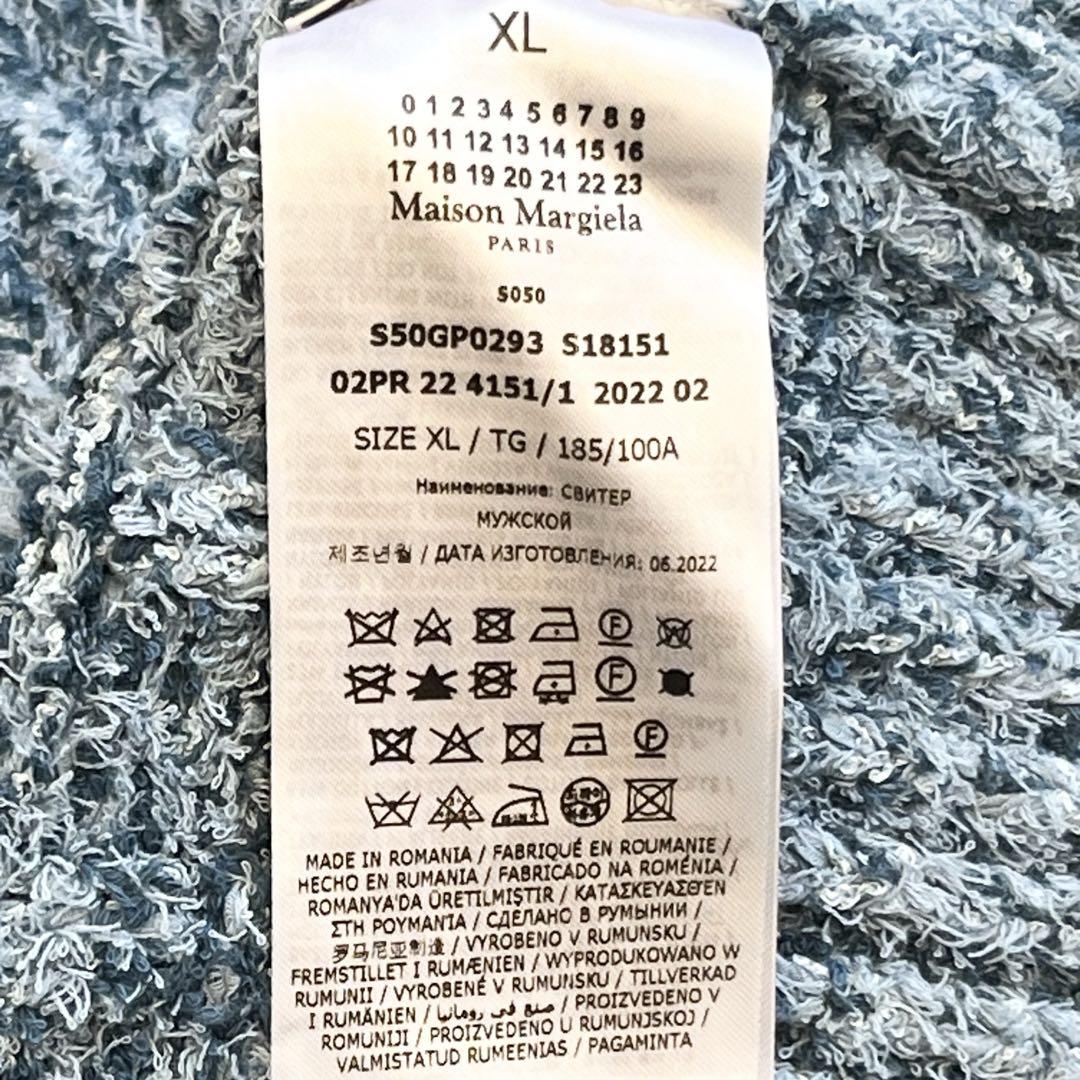 XL
0 1 2 3 4 5 6 7 8 9
10 11 12 13 14 15 16
17 18 19 20 21 22 23
Maison Margiela
PARIS
S050
S50GP0293 S18151
02PR 22 4151/1 2022 02
SIZE XL / TG / 185/100A
Наименование: СВИТЕР
МУЖСКОЙ
제조년월 / ДАТА ИЗГОТОВЛЕНИЯ: 06.2022
F W
F
P
MADE IN ROMANIA / FABRIQUÉ EN ROUMANIE /
HECHO EN RUMANIA / FABRICADO NA ROMÉNIA /
ROMANYA'DA ÜRETILMIŞTIR / ΚΑΤΑΣΚΕΥΑΣΘΈΝ
ΣΤΗ ΡΟΥΜΑΝΊΑ / СДЕЛАНО В РУМЫНИИ /
罗马尼亚制造 / VYROBENO V RUMUNSKU /
FREMSTILLET I RUMÆNIEN / WYPRODUKOWANO W
RUMUNII / VYROBENÉ V RUMUNSKU / TILLVERKAD
I RUMÄNIEN / صنع في رومانيا / PROIZVEDENO V
ROMUNIJI / PROIZVEDENO U RUMUNJSKOJ /
VALMISTATUD RUMEENIAS / PAGAMINTA